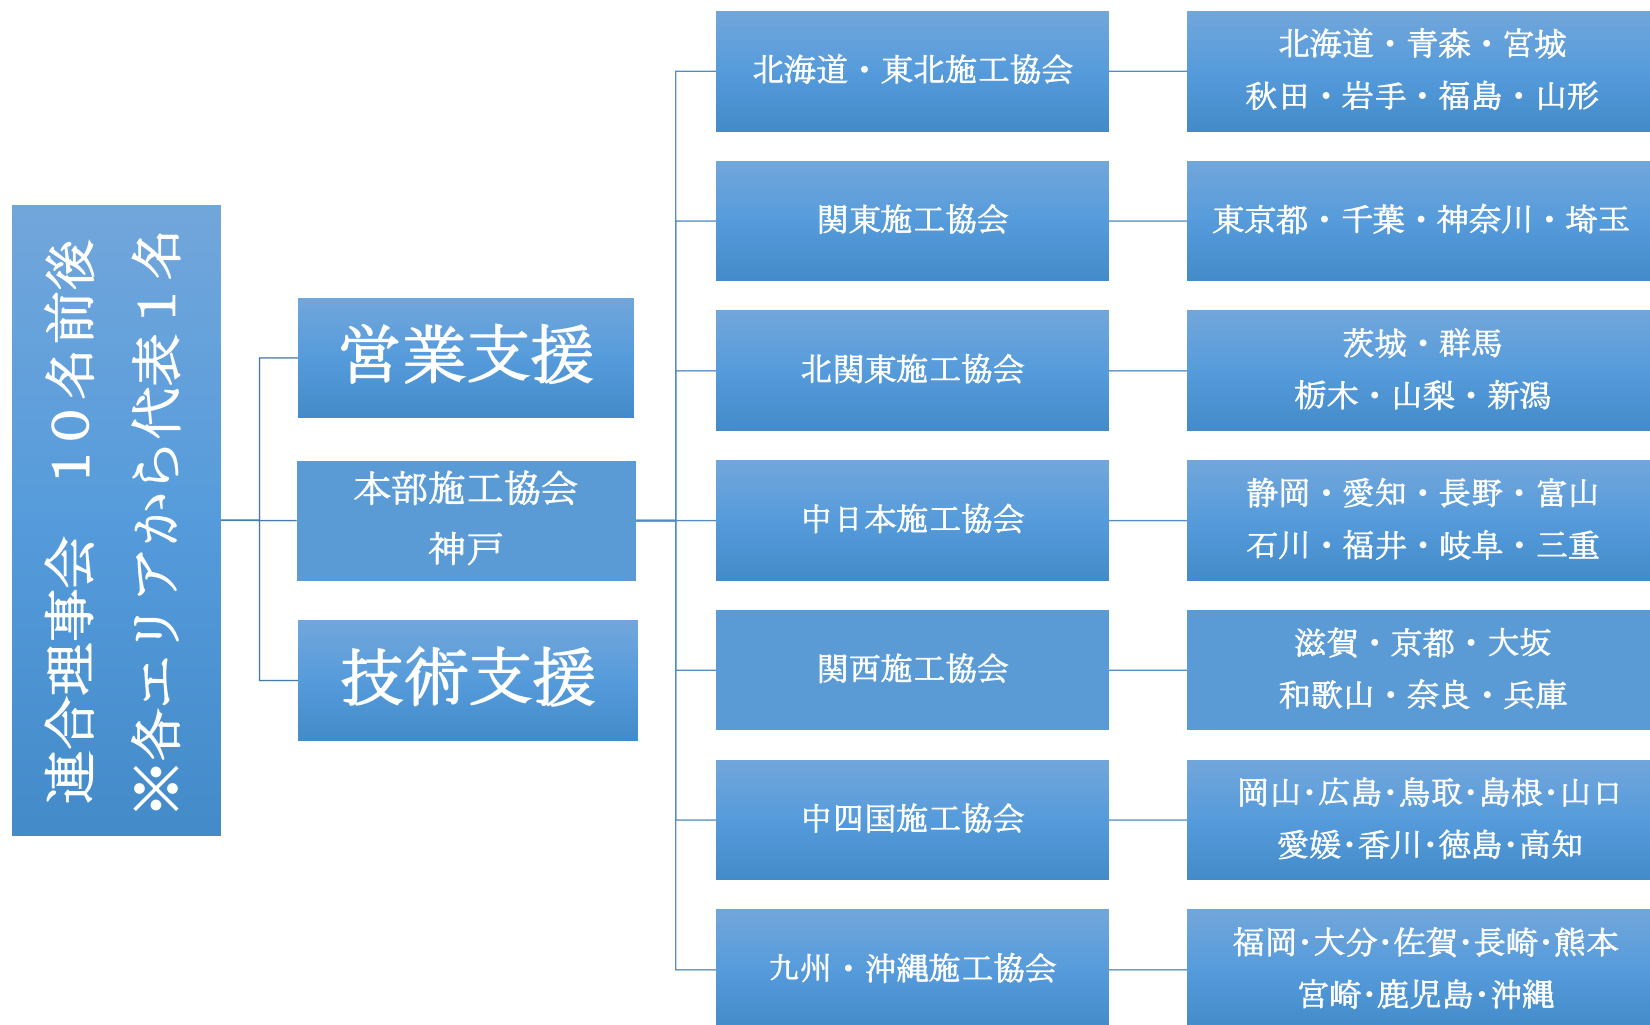 連合理事会　１０名前後
※各エリアから代表１名
営業支援
本部施工協会
神戸
技術支援
北海道・東北施工協会
北海道・青森・宮城
秋田・岩手・福島・山形
関東施工協会
東京都・千葉・神奈川・埼玉
北関東施工協会
茨城・群馬
栃木・山梨・新潟
中日本施工協会
静岡・愛知・長野・富山
石川・福井・岐阜・三重
関西施工協会
滋賀・京都・大坂
和歌山・奈良・兵庫
中四国施工協会
岡山・広島・鳥取・島根・山口
愛媛・香川・徳島・高知
九州・沖縄施工協会
福岡・大分・佐賀・長崎・熊本
宮崎・鹿児島・沖縄